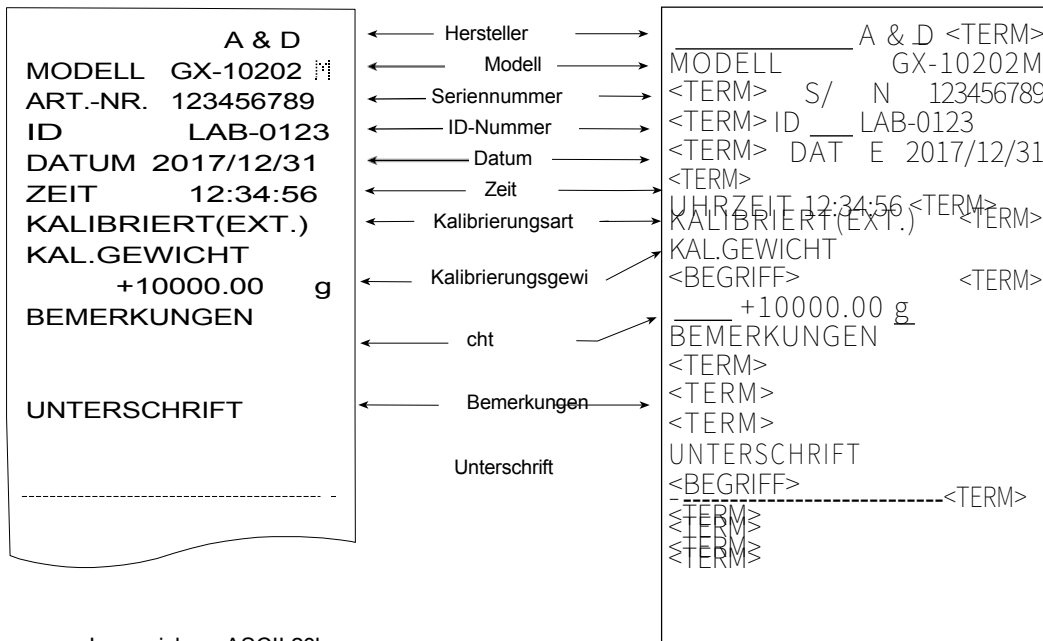 A & D
MODELL GX-10202 M
ART.-NR. 123456789
ID LAB-0123
DATUM 2017/12/31
ZEIT 12:34:56
KALIBRIERT(EXT.)
KAL.GEWICHT
+10000.00 g
BEMERKUNGEN
UNTERSCHRIFT
Hersteller
Modell
Seriennummer
ID-Nummer
Datum
Zeit
Kalibrierungsart
Kalibrierungsgewi
cht
Bemerkungen
Unterschrift
A & D <TERM>
MODELL GX-10202M
<TERM> S/ N 123456789
<TERM> ID ___ LAB-0123
<TERM> DAT E 2017/12/31
<TERM>
UHRZEIT 12:34:56 <TERM>
KALIBRIERT(EXT.) <TERM>
KAL.GEWICHT
<BEGRIFF> <TERM>
____ +10000.00 g
BEMERKUNGEN
<TERM>
<TERM>
<TERM>
UNTERSCHRIFT
<BEGRIFF>
<TERM>
<TERM>
<TERM>
<TERM>
<TERM>